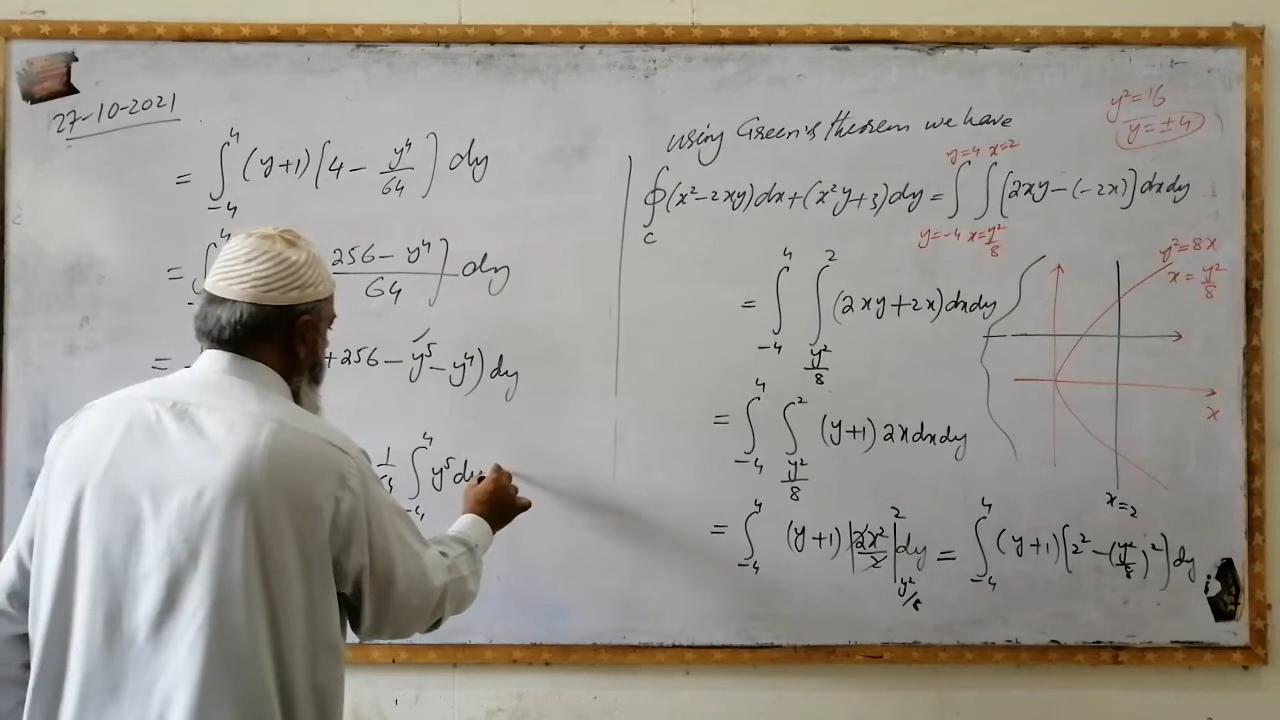 27-10-2021
= ∫_{-4}^{4} (y+1)[4 - y⁴/64] dy
= ∫^{4} 256 - y⁴ / 64] dy
= +256 - y⁵ - y⁴) dy
∫_{-4}^{4} y⁵ dy
using Green's theorem we have
y² = 16
y = ±4
∮_C (x² - 2xy)dx + (x²y + 3)dy = ∫_{y=-4}^{y=4} ∫_{x=y²/8}^{x=2} [2xy - (-2x)] dx dy
= ∫_{-4}^{4} ∫_{y²/8}^{2} (2xy + 2x) dx dy
= ∫_{-4}^{4} ∫_{y²/8}^{2} (y+1) 2x dx dy
= ∫_{-4}^{4} (y+1) |2x²/2|_{y²/8}^{2} dy = ∫_{-4}^{4} (y+1)[2² - (y²/8)²] dy
y² = 8x
x = y²/8
x
x = 2